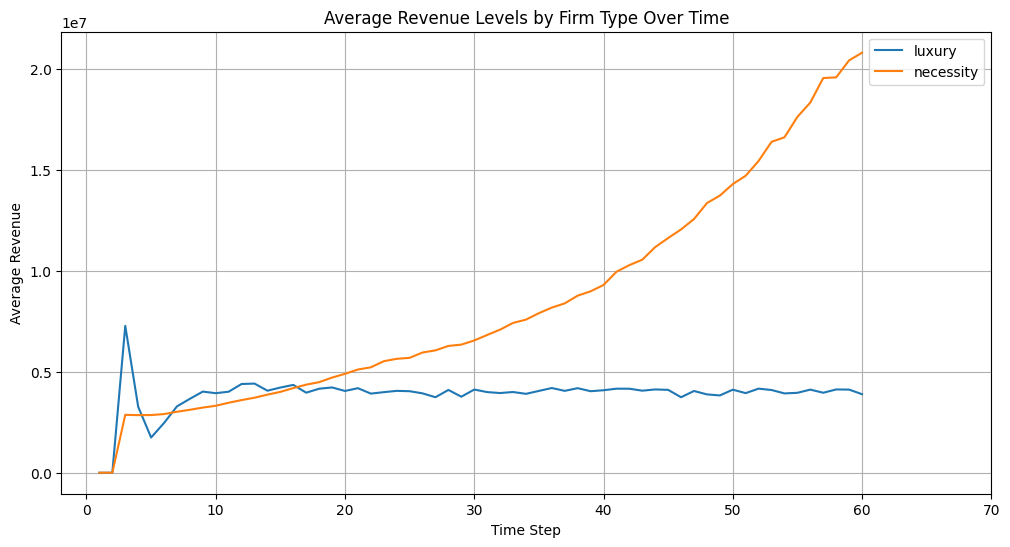 Average Revenue Levels by Firm Type Over Time
1e7
luxury
necessity
2.0
1.5
1.0
0.5
0.0
Average Revenue
0 10 20 30 40 50 60 70
Time Step